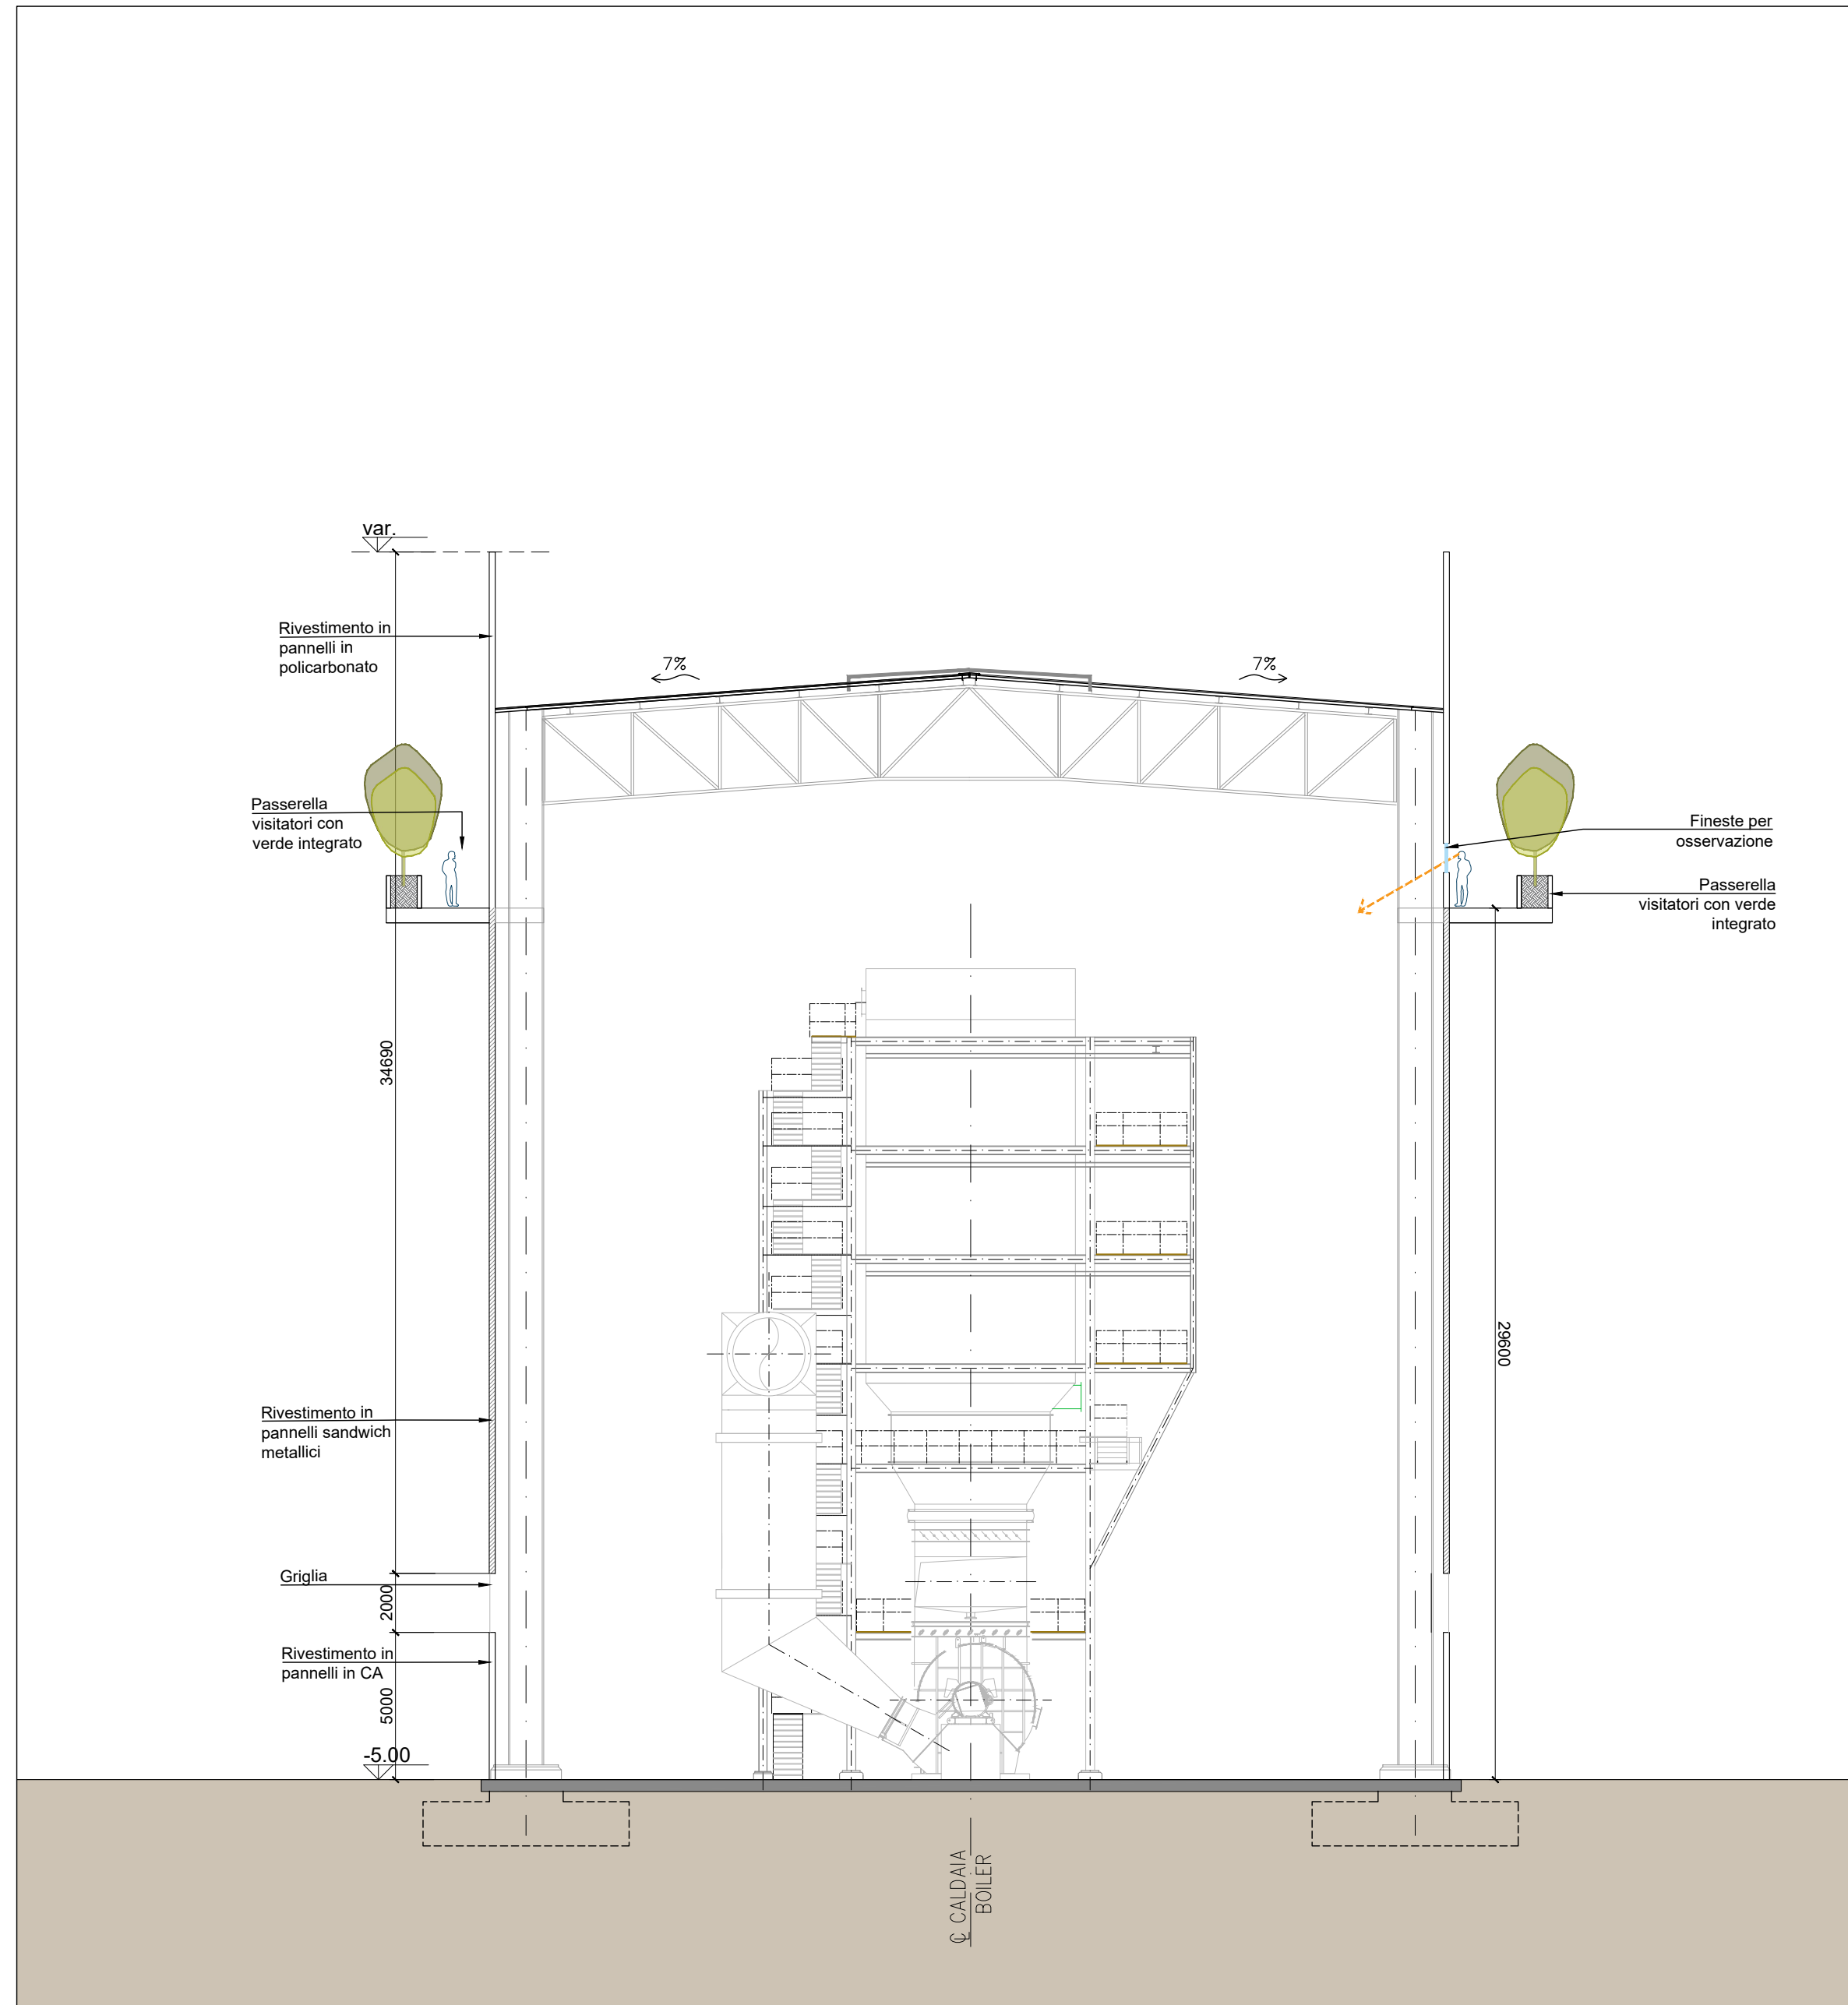 var.
Rivestimento in
pannelli in
policarbonato
7%
7%
Passerella
visitatori con
verde integrato
Fineste per
osservazione
Passerella
visitatori con verde
integrato
34690
29600
Rivestimento in
pannelli sandwich
metallici
Griglia
2000
Rivestimento in
pannelli in CA
5000
-5.00
℄ CALDAIA
BOILER